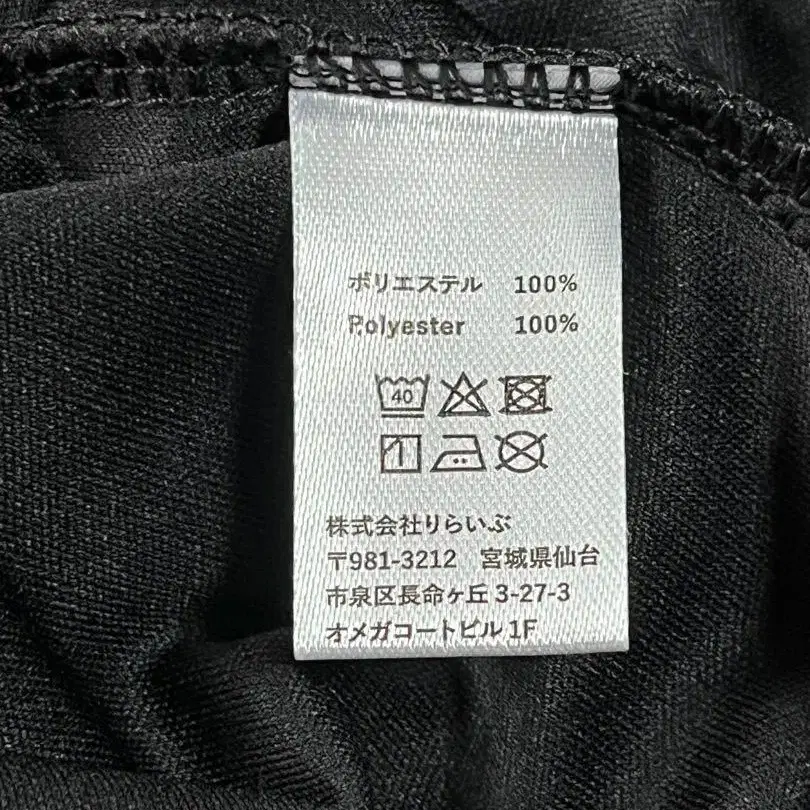 ポリエステル 100%
Polyester 100%
40
株式会社りらいぶ
〒981-3212 宮城県仙台
市泉区長命ヶ丘 3-27-3
オメガコートビル 1F